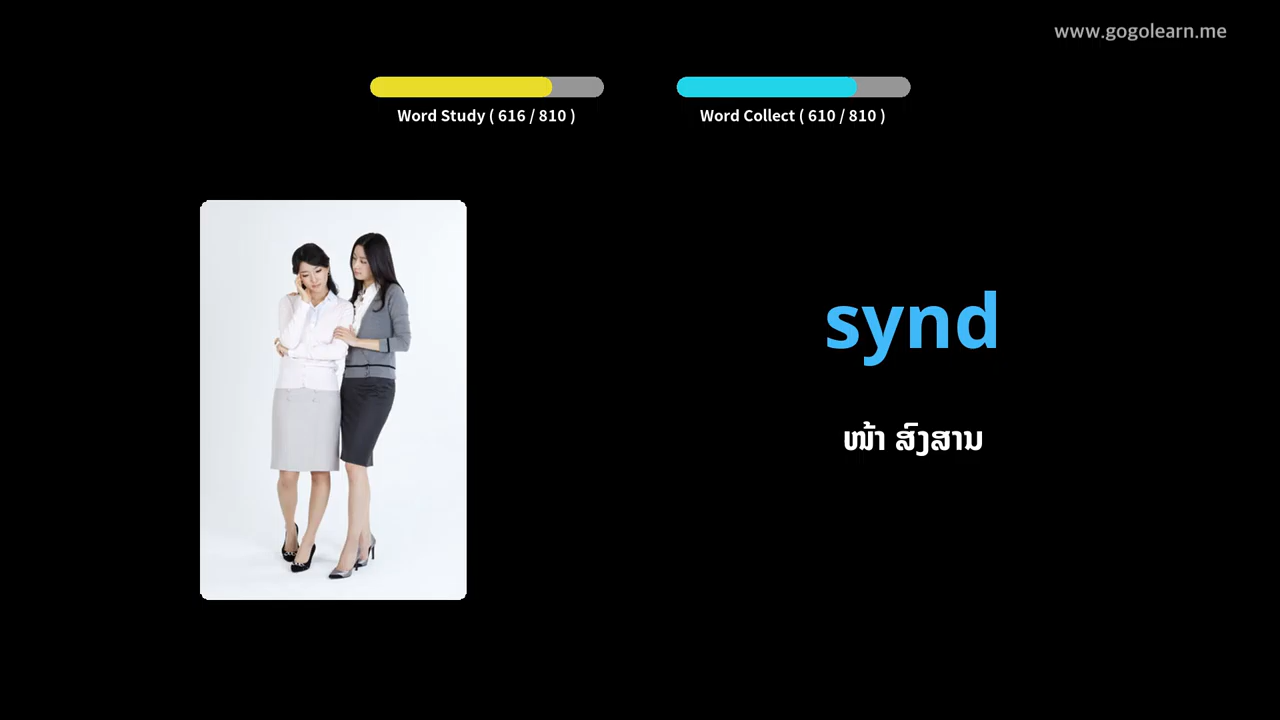 www.gogolearn.me
Word Study ( 616 / 810 )
Word Collect ( 610 / 810 )
synd
ໜ້າ ສົງສານ